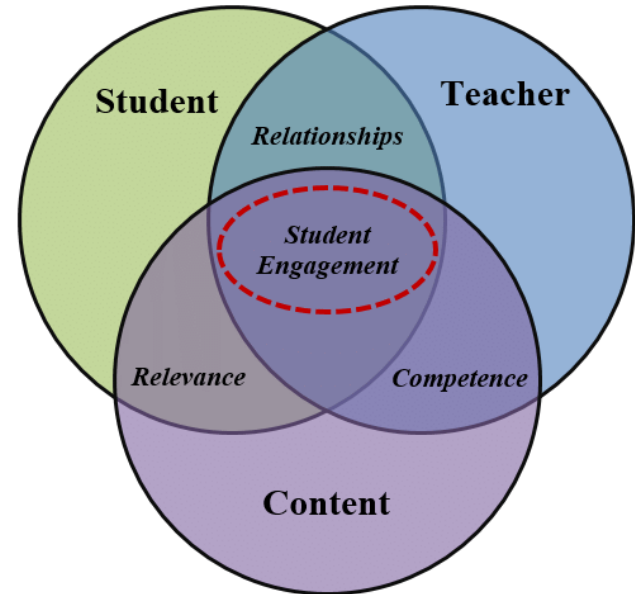 Student
Teacher
Relationships
Student
Engagement
Relevance
Competence
Content